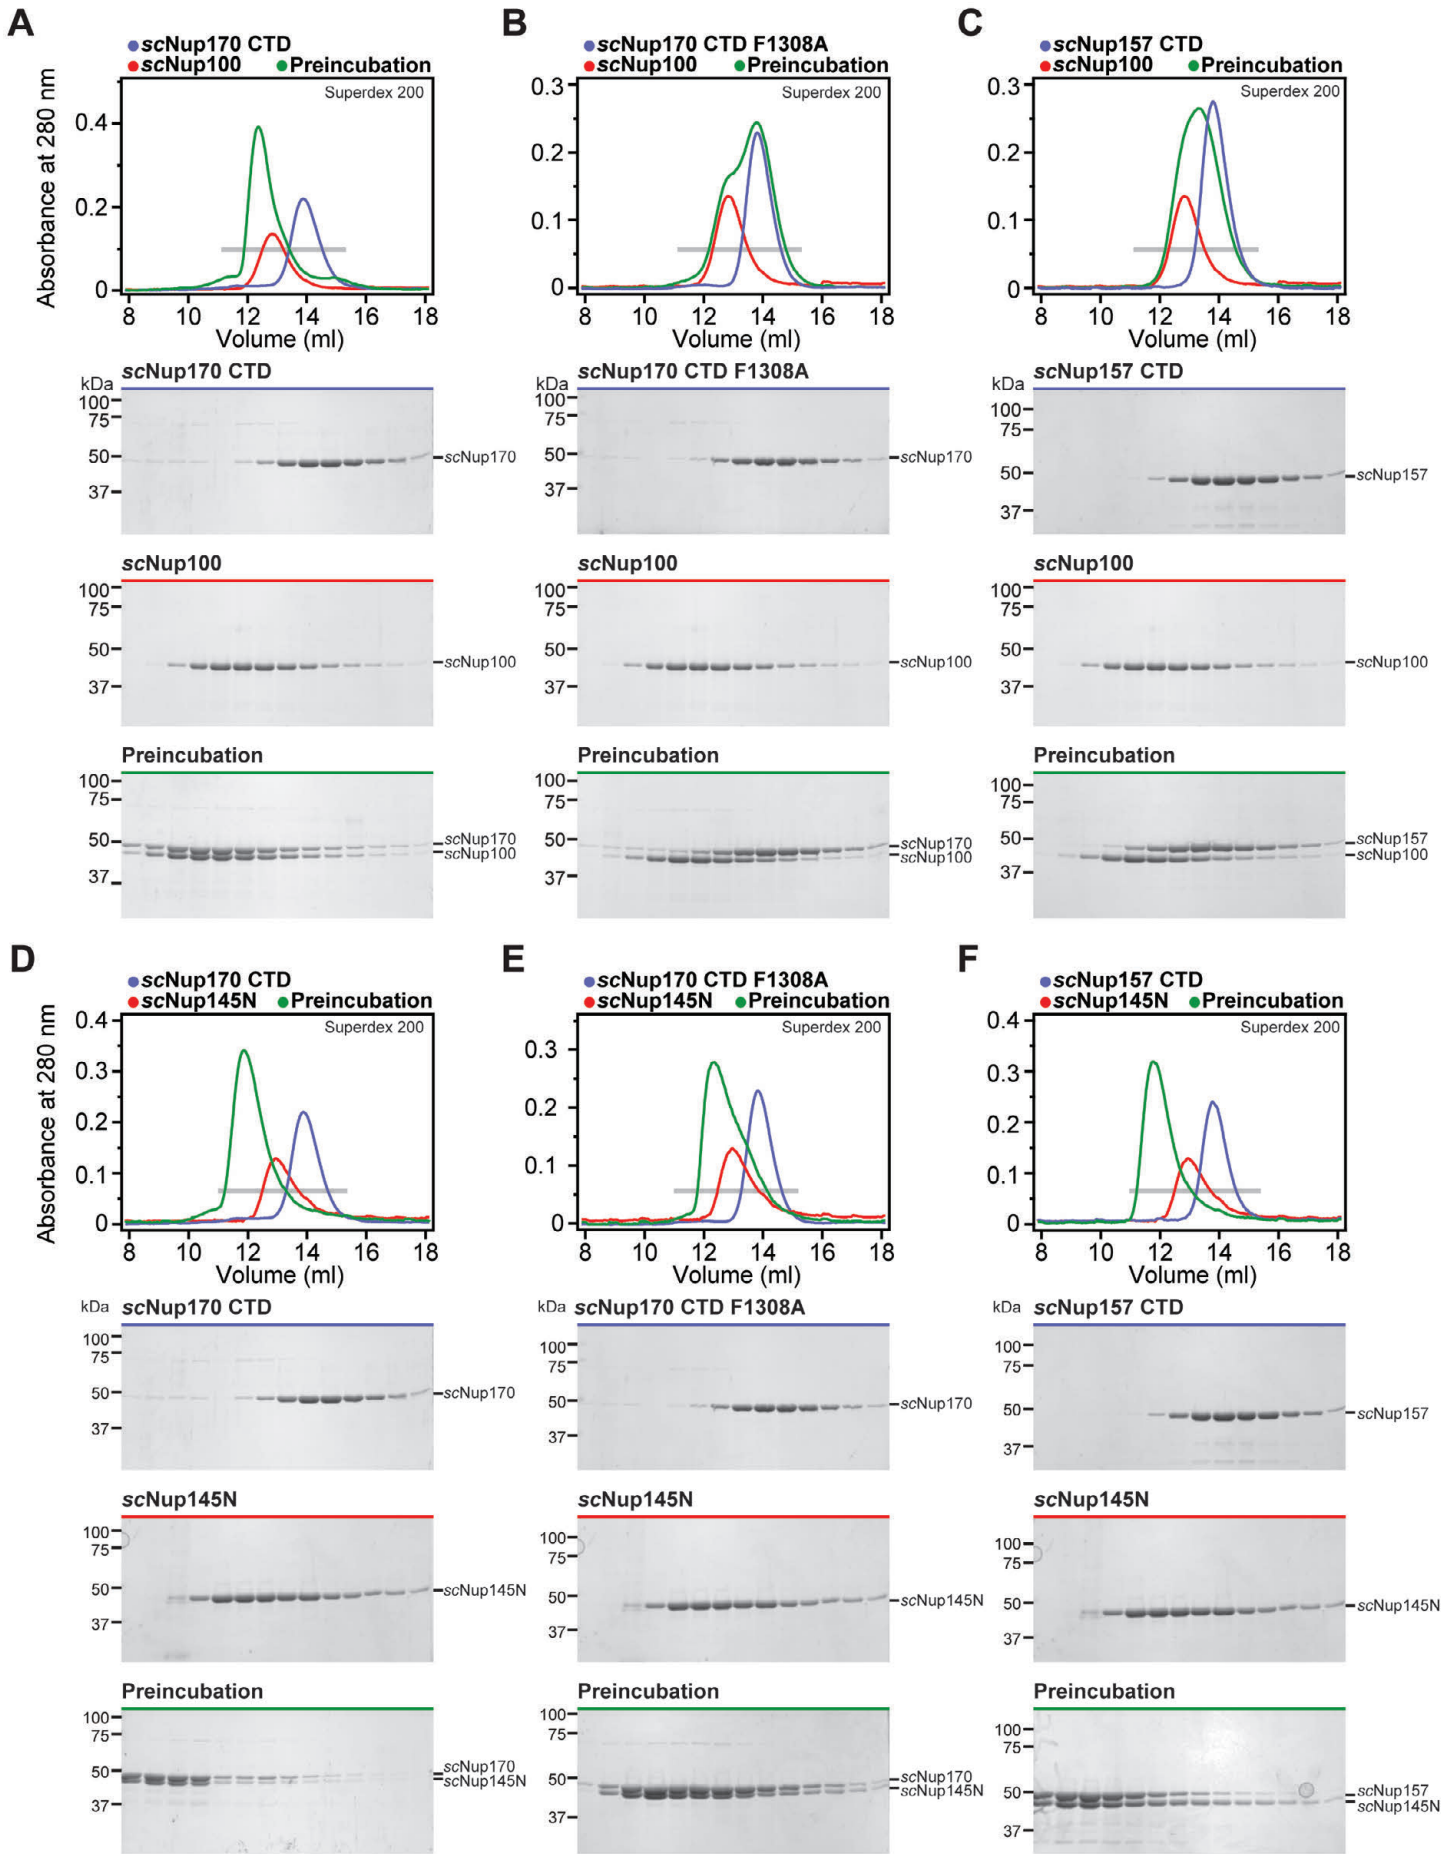 A
scNup170 CTD
scNup100 Preincubation
Superdex 200
Absorbance at 280 nm
0.4
0.2
0
8 10 12 14 16 18
Volume (ml)
scNup170 CTD
kDa
100
75
50
37
scNup170
scNup100
100
75
50
37
scNup100
Preincubation
100
75
50
37
scNup170
scNup100
B
scNup170 CTD F1308A
scNup100 Preincubation
Superdex 200
0.3
0.2
0.1
0
8 10 12 14 16 18
Volume (ml)
scNup170 CTD F1308A
kDa
100
75
50
37
scNup170
scNup100
100
75
50
37
scNup100
Preincubation
100
75
50
37
scNup170
scNup100
C
scNup157 CTD
scNup100 Preincubation
Superdex 200
0.3
0.2
0.1
0
8 10 12 14 16 18
Volume (ml)
scNup157 CTD
kDa
100
75
50
37
scNup157
scNup100
100
75
50
37
scNup100
Preincubation
100
75
50
37
scNup157
scNup100
D
scNup170 CTD
scNup145N Preincubation
Superdex 200
Absorbance at 280 nm
0.4
0.3
0.2
0.1
0
8 10 12 14 16 18
Volume (ml)
kDa scNup170 CTD
100
75
50
37
scNup170
scNup145N
100
75
50
37
scNup145N
Preincubation
100
75
50
37
scNup170
scNup145N
E
scNup170 CTD F1308A
scNup145N Preincubation
Superdex 200
0.3
0.2
0.1
0
8 10 12 14 16 18
Volume (ml)
kDa scNup170 CTD F1308A
100
75
50
37
scNup170
scNup145N
100
75
50
37
scNup145N
Preincubation
100
75
50
37
scNup170
scNup145N
F
scNup157 CTD
scNup145N Preincubation
Superdex 200
0.4
0.3
0.2
0.1
0
8 10 12 14 16 18
Volume (ml)
kDa scNup157 CTD
100
75
50
37
scNup157
scNup145N
100
75
50
37
scNup145N
Preincubation
100
75
50
37
scNup157
scNup145N